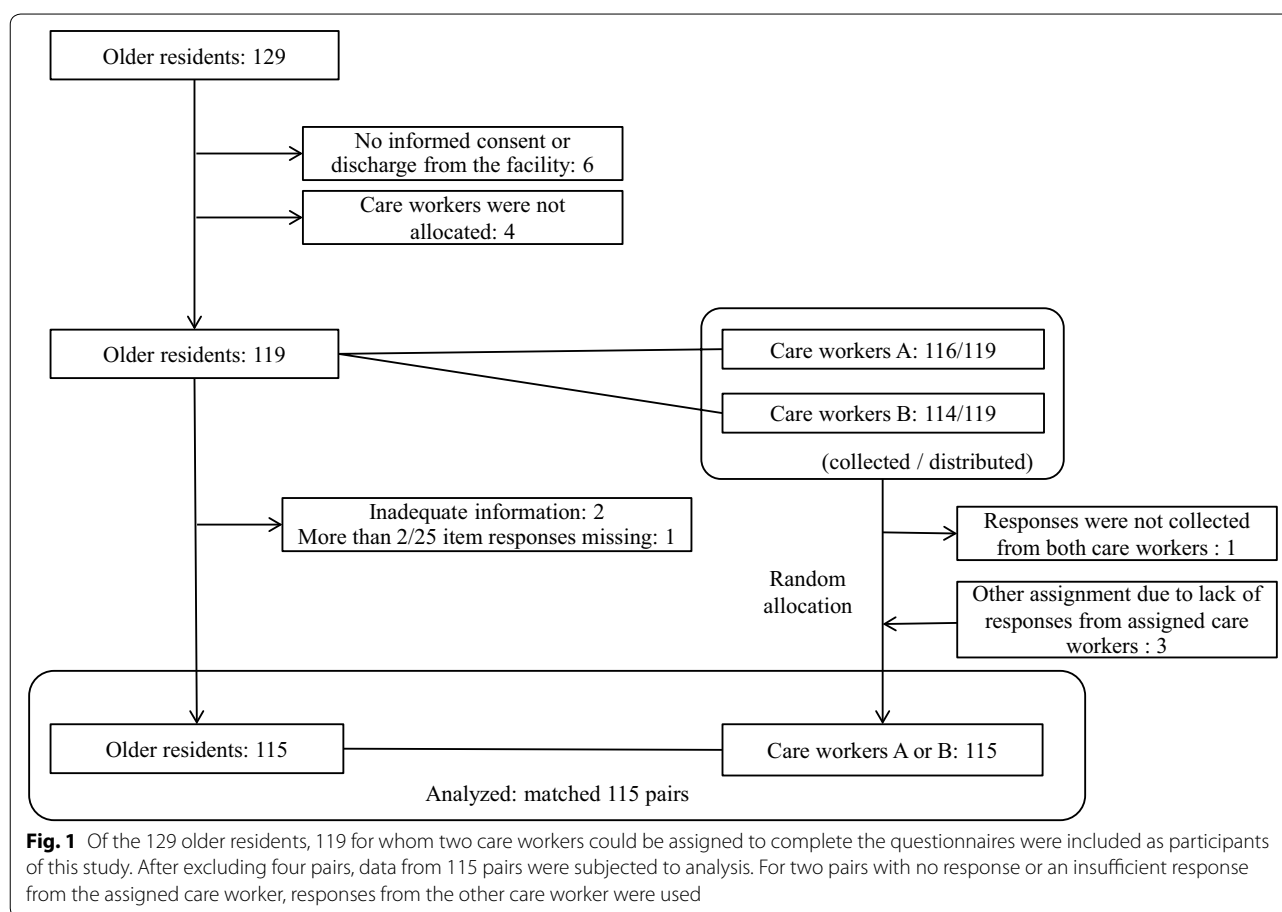 Older residents: 129
No informed consent or
discharge from the facility: 6
Care workers were not
allocated: 4
Older residents: 119
Care workers A: 116/119
Care workers B: 114/119
(collected / distributed)
Inadequate information: 2
More than 2/25 item responses missing: 1
Responses were not collected
from both care workers : 1
Random
allocation
Other assignment due to lack of
responses from assigned care
workers : 3
Older residents: 115
Care workers A or B: 115
Analyzed: matched 115 pairs
Fig. 1 Of the 129 older residents, 119 for whom two care workers could be assigned to complete the questionnaires were included as participants
of this study. After excluding four pairs, data from 115 pairs were subjected to analysis. For two pairs with no response or an insufficient response
from the assigned care worker, responses from the other care worker were used